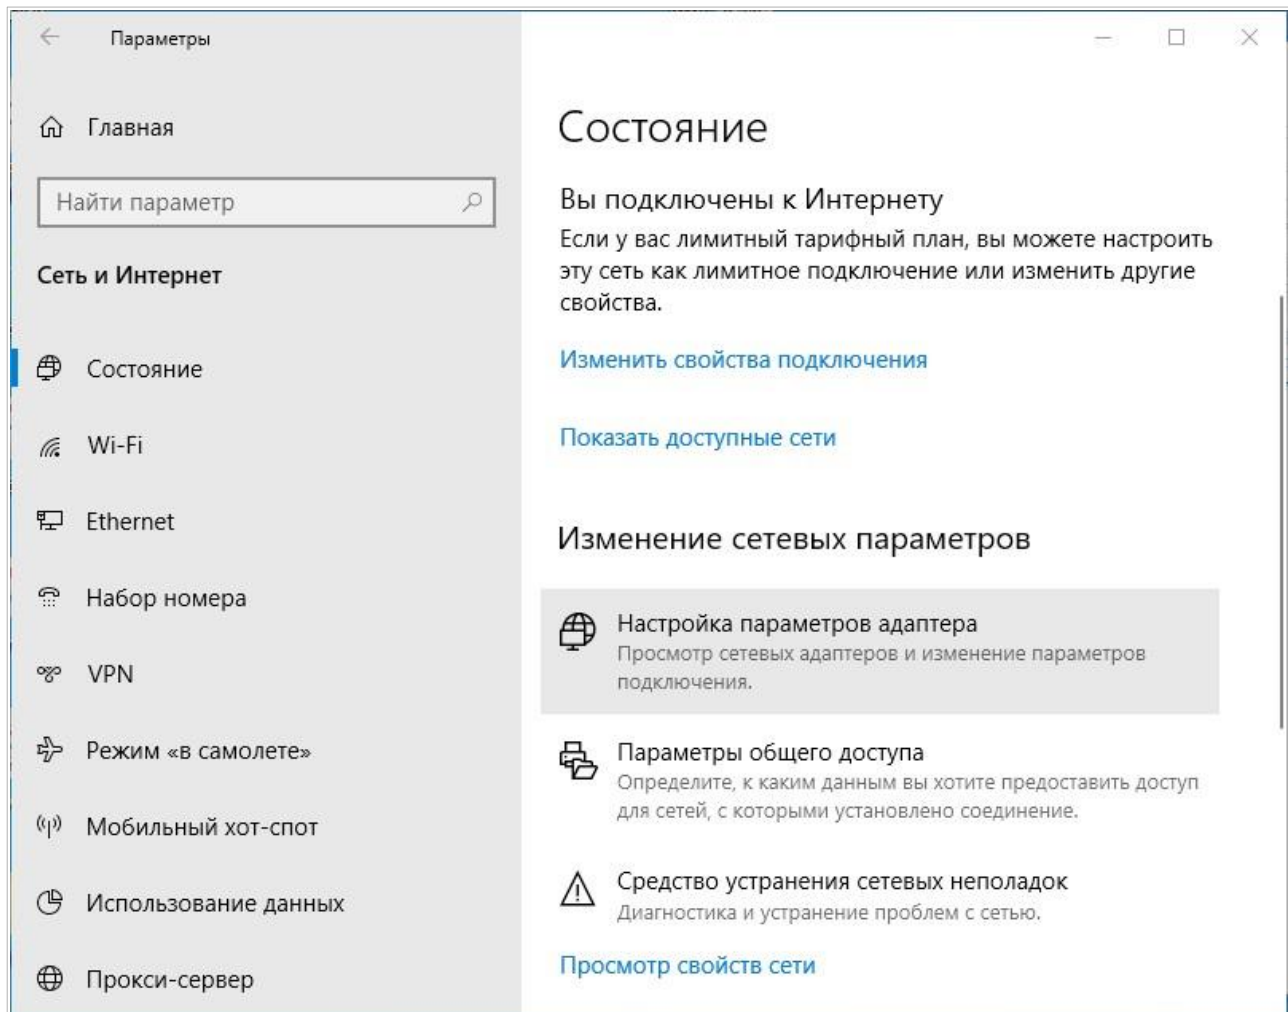 Параметры
Главная
Найти параметр
Сеть и Интернет
Состояние
Wi-Fi
Ethernet
Набор номера
VPN
Режим «в самолете»
Мобильный хот-спот
Использование данных
Прокси-сервер
Состояние
Вы подключены к Интернету
Если у вас лимитный тарифный план, вы можете настроить
эту сеть как лимитное подключение или изменить другие
свойства.
Изменить свойства подключения
Показать доступные сети
Изменение сетевых параметров
Настройка параметров адаптера
Просмотр сетевых адаптеров и изменение параметров
подключения.
Параметры общего доступа
Определите, к каким данным вы хотите предоставить доступ
для сетей, с которыми установлено соединение.
Средство устранения сетевых неполадок
Диагностика и устранение проблем с сетью.
Просмотр свойств сети